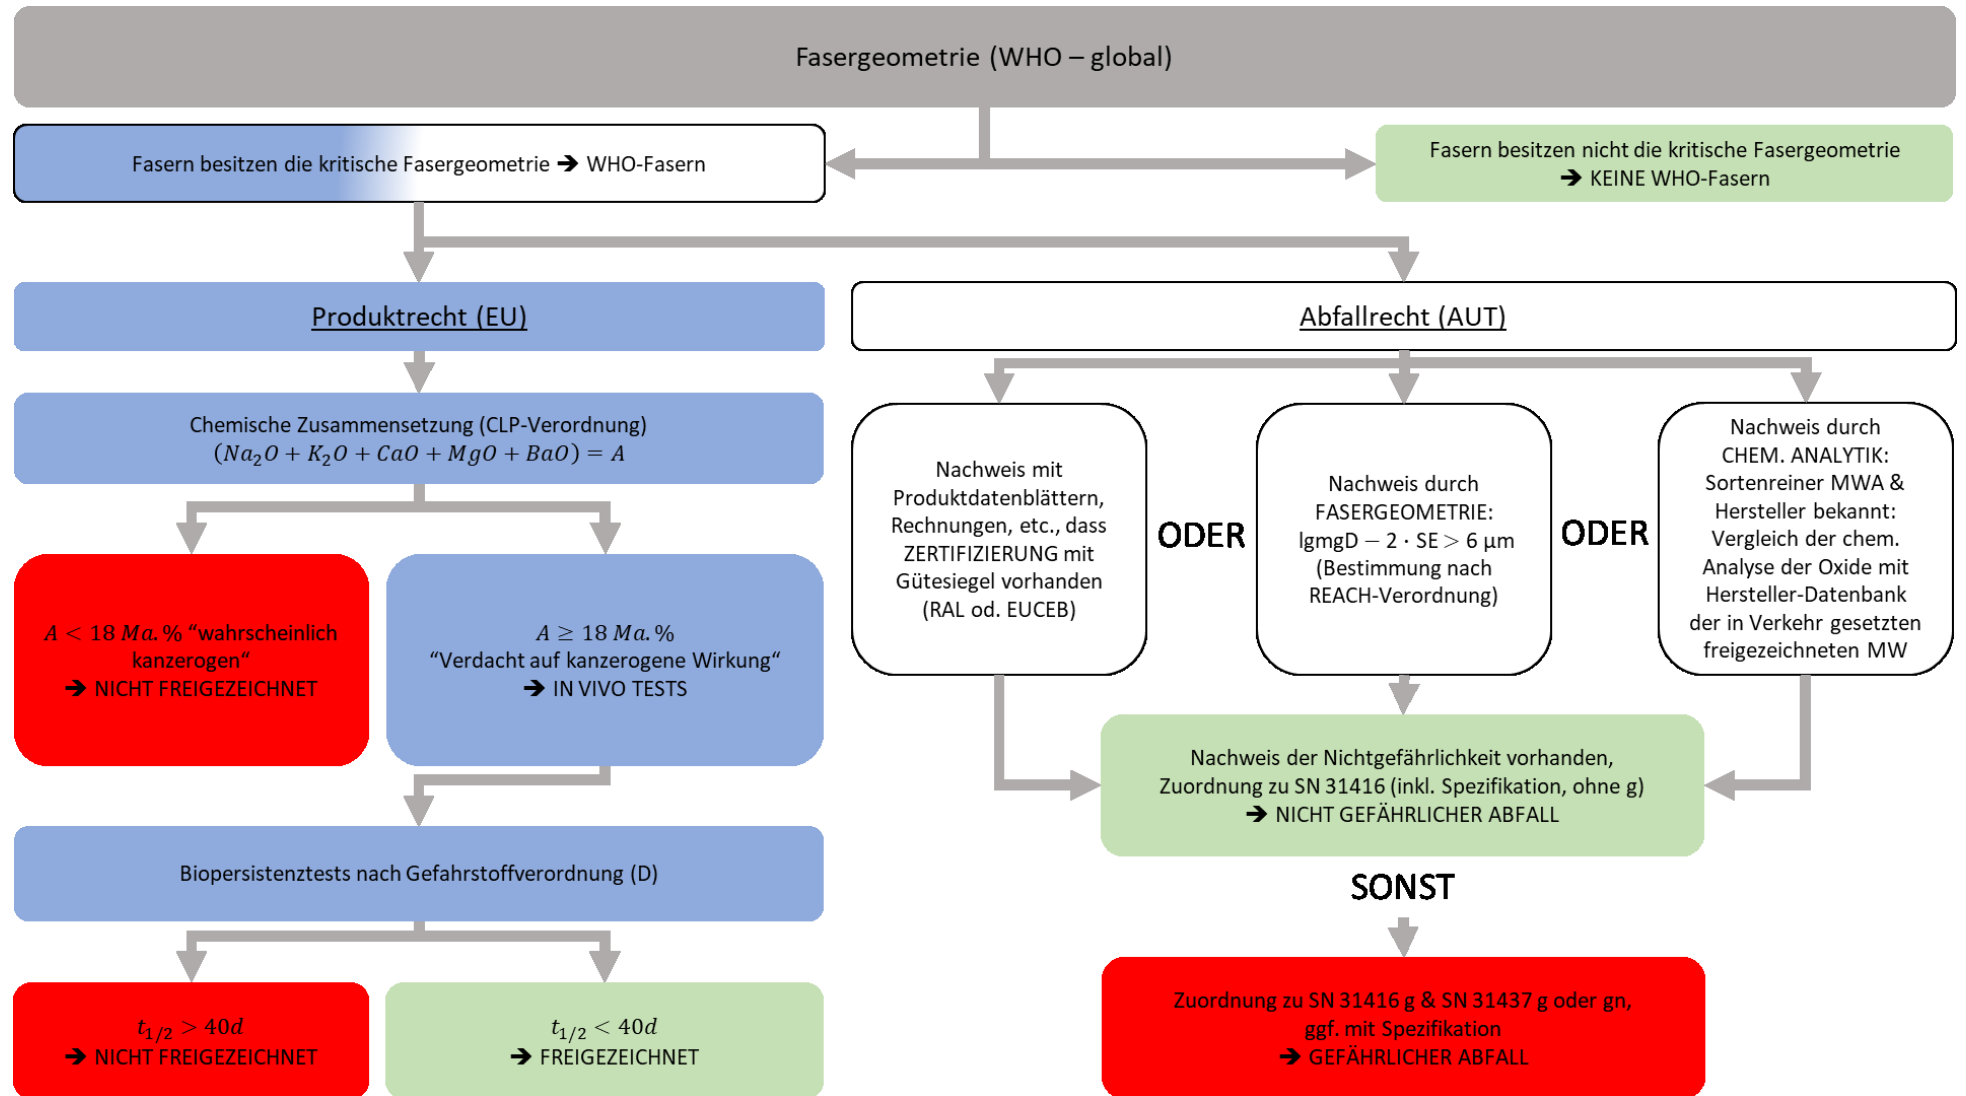 Fasergeometrie (WHO – global)
Fasern besitzen die kritische Fasergeometrie ➔ WHO-Fasern
Fasern besitzen nicht die kritische Fasergeometrie
➔ KEINE WHO-Fasern
Produktrecht (EU)
Abfallrecht (AUT)
Chemische Zusammensetzung (CLP-Verordnung)
(Na₂O + K₂O + CaO + MgO + BaO) = A
A < 18 Ma. % “wahrscheinlich
kanzerogen“
➔ NICHT FREIGEZEICHNET
A ≥ 18 Ma. %
“Verdacht auf kanzerogene Wirkung“
➔ IN VIVO TESTS
Biopersistenztests nach Gefahrstoffverordnung (D)
t₁/₂ > 40d
➔ NICHT FREIGEZEICHNET
t₁/₂ < 40d
➔ FREIGEZEICHNET
Nachweis mit
Produktdatenblättern,
Rechnungen, etc., dass
ZERTIFIZIERUNG mit
Gütesiegel vorhanden
(RAL od. EUCEB)
ODER
Nachweis durch
FASERGEOMETRIE:
lgmgD − 2 · SE > 6 µm
(Bestimmung nach
REACH-Verordnung)
ODER
Nachweis durch
CHEM. ANALYTIK:
Sortenreiner MWA &
Hersteller bekannt:
Vergleich der chem.
Analyse der Oxide mit
Hersteller-Datenbank
der in Verkehr gesetzten
freigezeichneten MW
Nachweis der Nichtgefährlichkeit vorhanden,
Zuordnung zu SN 31416 (inkl. Spezifikation, ohne g)
➔ NICHT GEFÄHRLICHER ABFALL
SONST
Zuordnung zu SN 31416 g & SN 31437 g oder gn,
ggf. mit Spezifikation
➔ GEFÄHRLICHER ABFALL